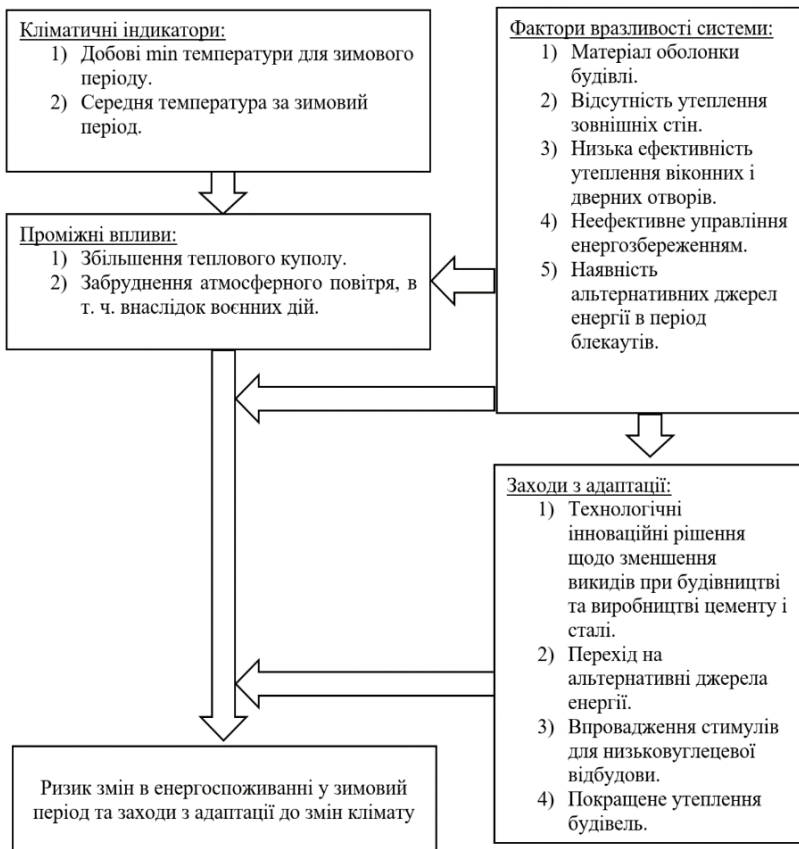 Кліматичні індикатори:
1) Добові min температури для зимового
періоду.
2) Середня температура за зимовий
період.
Проміжні впливи:
1) Збільшення теплового куполу.
2) Забруднення атмосферного повітря, в
т. ч. внаслідок воєнних дій.
Фактори вразливості системи:
1) Матеріал оболонки
будівлі.
2) Відсутність утеплення
зовнішніх стін.
3) Низька ефективність
утеплення віконних і
дверних отворів.
4) Неефективне управління
енергозбереженням.
5) Наявність
альтернативних джерел
енергії в період
блекаутів.
Заходи з адаптації:
1) Технологічні
інноваційні рішення
щодо зменшення
викидів при будівництві
та виробництві цементу і
сталі.
2) Перехід на
альтернативні джерела
енергії.
3) Впровадження стимулів
для низьковуглецевої
відбудови.
4) Покращене утеплення
будівель.
Ризик змін в енергоспоживанні у зимовий
період та заходи з адаптації до змін клімату